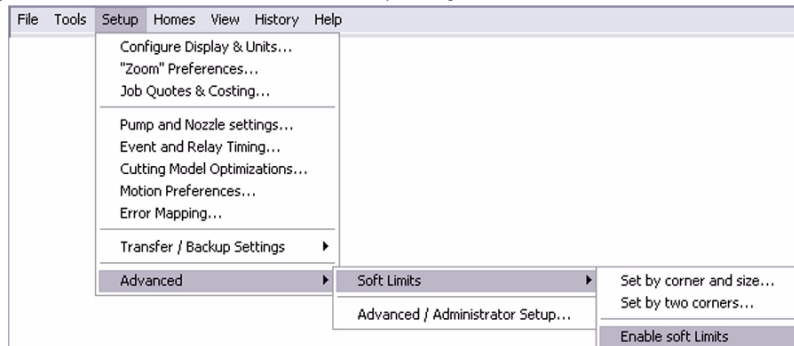 File Tools Setup Homes View History Help
Configure Display & Units...
"Zoom" Preferences...
Job Quotes & Costing...
Pump and Nozzle settings...
Event and Relay Timing...
Cutting Model Optimizations...
Motion Preferences...
Error Mapping...
Transfer / Backup Settings
Advanced
Soft Limits
Advanced / Administrator Setup...
Set by corner and size...
Set by two corners...
Enable soft Limits